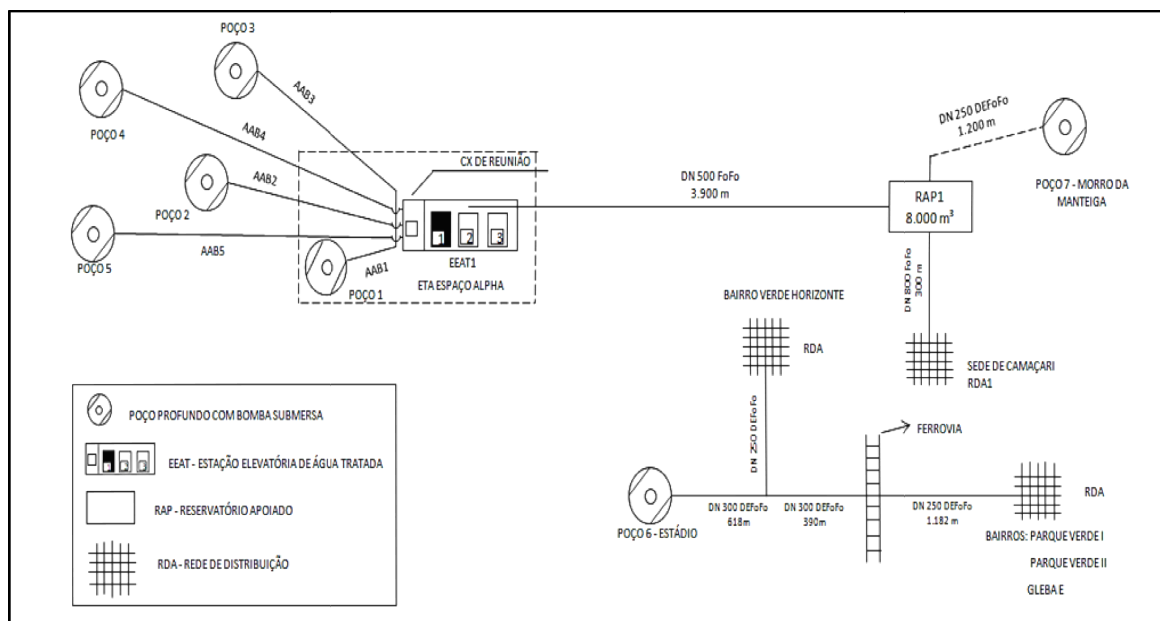 POÇO 3
AAB3
POÇO 4
AAB4
AAB2
POÇO 2
POÇO 5
AAB5
AAB1
POÇO 1
CX DE REUNIÃO
1
2
3
EEAT1
ETA ESPAÇO ALPHA
DN 500 FoFo
3.900 m
DN 250 DEFoFo
1.200 m
POÇO 7 - MORRO DA
MANTEIGA
RAP1
8.000 m³
DN 800 FoFo
300 m
SEDE DE CAMAÇARI
RDA1
BAIRRO VERDE HORIZONTE
RDA
DN 250 DEFoFo
FERROVIA
POÇO 6 - ESTÁDIO
DN 300 DEFoFo
618m
DN 300 DEFoFo
390m
DN 250 DEFoFo
1.182 m
RDA
BAIRROS: PARQUE VERDE I
PARQUE VERDE II
GLEBA E
POÇO PROFUNDO COM BOMBA SUBMERSA
1
2
3
EEAT - ESTAÇÃO ELEVATÓRIA DE ÁGUA TRATADA
RAP - RESERVATÓRIO APOIADO
RDA - REDE DE DISTRIBUIÇÃO